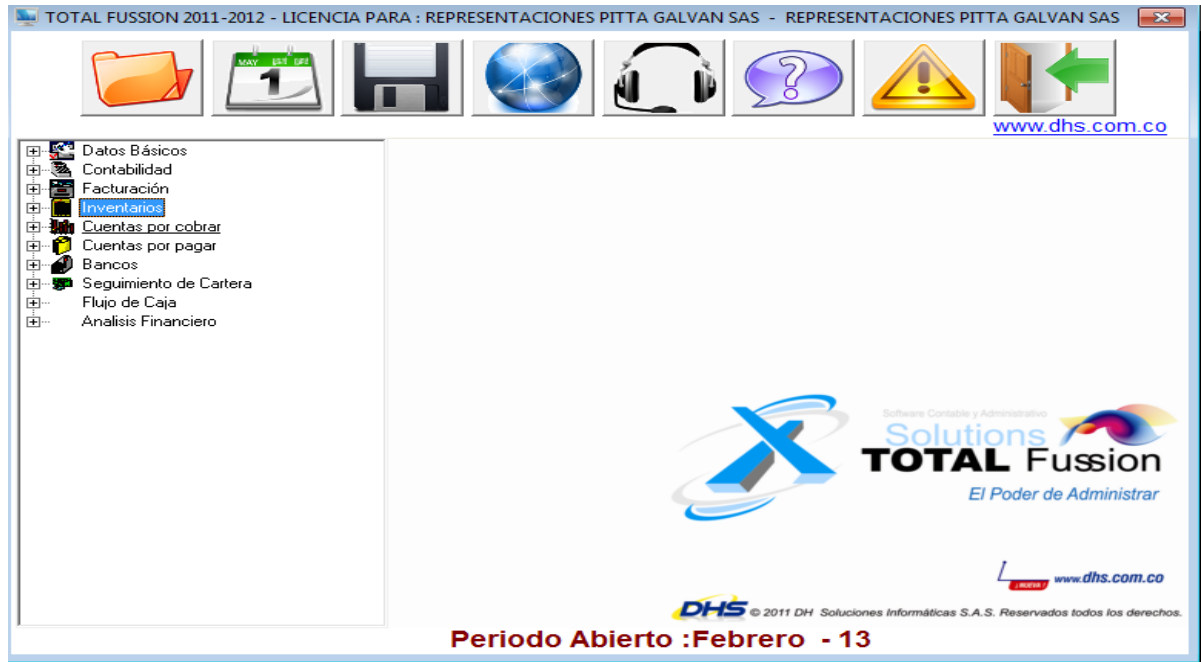 TOTAL FUSSION 2011-2012 - LICENCIA PARA : REPRESENTACIONES PITTA GALVAN SAS - REPRESENTACIONES PITTA GALVAN SAS
MAY
1
www.dhs.com.co
Datos Básicos
Contabilidad
Facturación
Inventarios
Cuentas por cobrar
Cuentas por pagar
Bancos
Seguimiento de Cartera
Flujo de Caja
Analisis Financiero
Software Contable y Administrativo
Solutions
TOTAL Fussion
El Poder de Administrar
www.dhs.com.co
DHS © 2011 DH Soluciones Informáticas S.A.S. Reservados todos los derechos.
Periodo Abierto :Febrero - 13